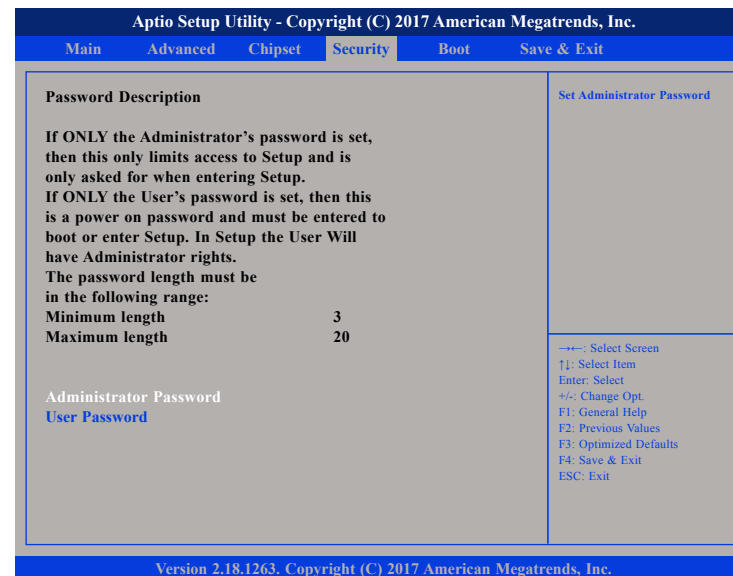 Aptio Setup Utility - Copyright (C) 2017 American Megatrends, Inc.
Main Advanced Chipset Security Boot Save & Exit
Password Description
If ONLY the Administrator's password is set,
then this only limits access to Setup and is
only asked for when entering Setup.
If ONLY the User's password is set, then this
is a power on password and must be entered to
boot or enter Setup. In Setup the User Will
have Administrator rights.
The password length must be
in the following range:
Minimum length 3
Maximum length 20
Administrator Password
User Password
Set Administrator Password
→←: Select Screen
↑↓: Select Item
Enter: Select
+/-: Change Opt.
F1: General Help
F2: Previous Values
F3: Optimized Defaults
F4: Save & Exit
ESC: Exit
Version 2.18.1263. Copyright (C) 2017 American Megatrends, Inc.